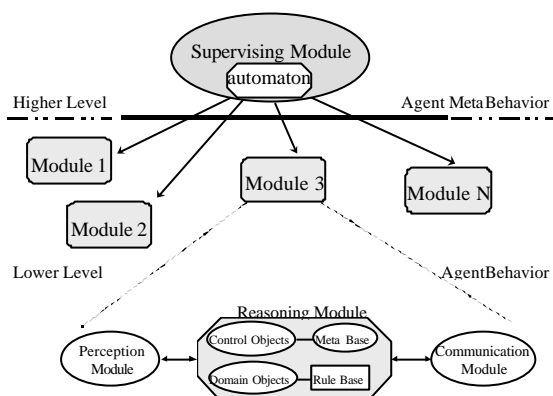 Supervising Module
automaton
Higher Level
Agent MetaBehavior
Module 1
Module 2
Module 3
Module N
Lower Level
AgentBehavior
Reasoning Module
Control Objects
Meta Base
Perception
Module
Communication
Module
Domain Objects
Rule Base